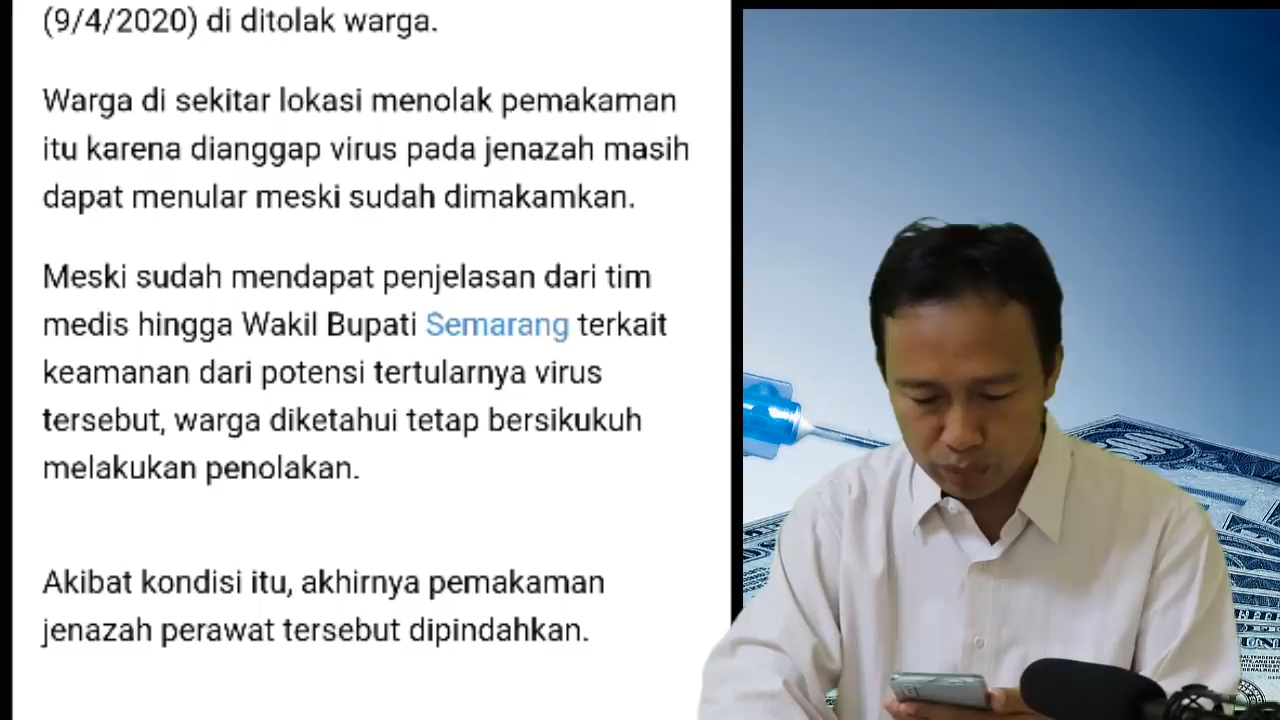 (9/4/2020) di ditolak warga.
Warga di sekitar lokasi menolak pemakaman
itu karena dianggap virus pada jenazah masih
dapat menular meski sudah dimakamkan.
Meski sudah mendapat penjelasan dari tim
medis hingga Wakil Bupati Semarang terkait
keamanan dari potensi tertularnya virus
tersebut, warga diketahui tetap bersikukuh
melakukan penolakan.
Akibat kondisi itu, akhirnya pemakaman
jenazah perawat tersebut dipindahkan.